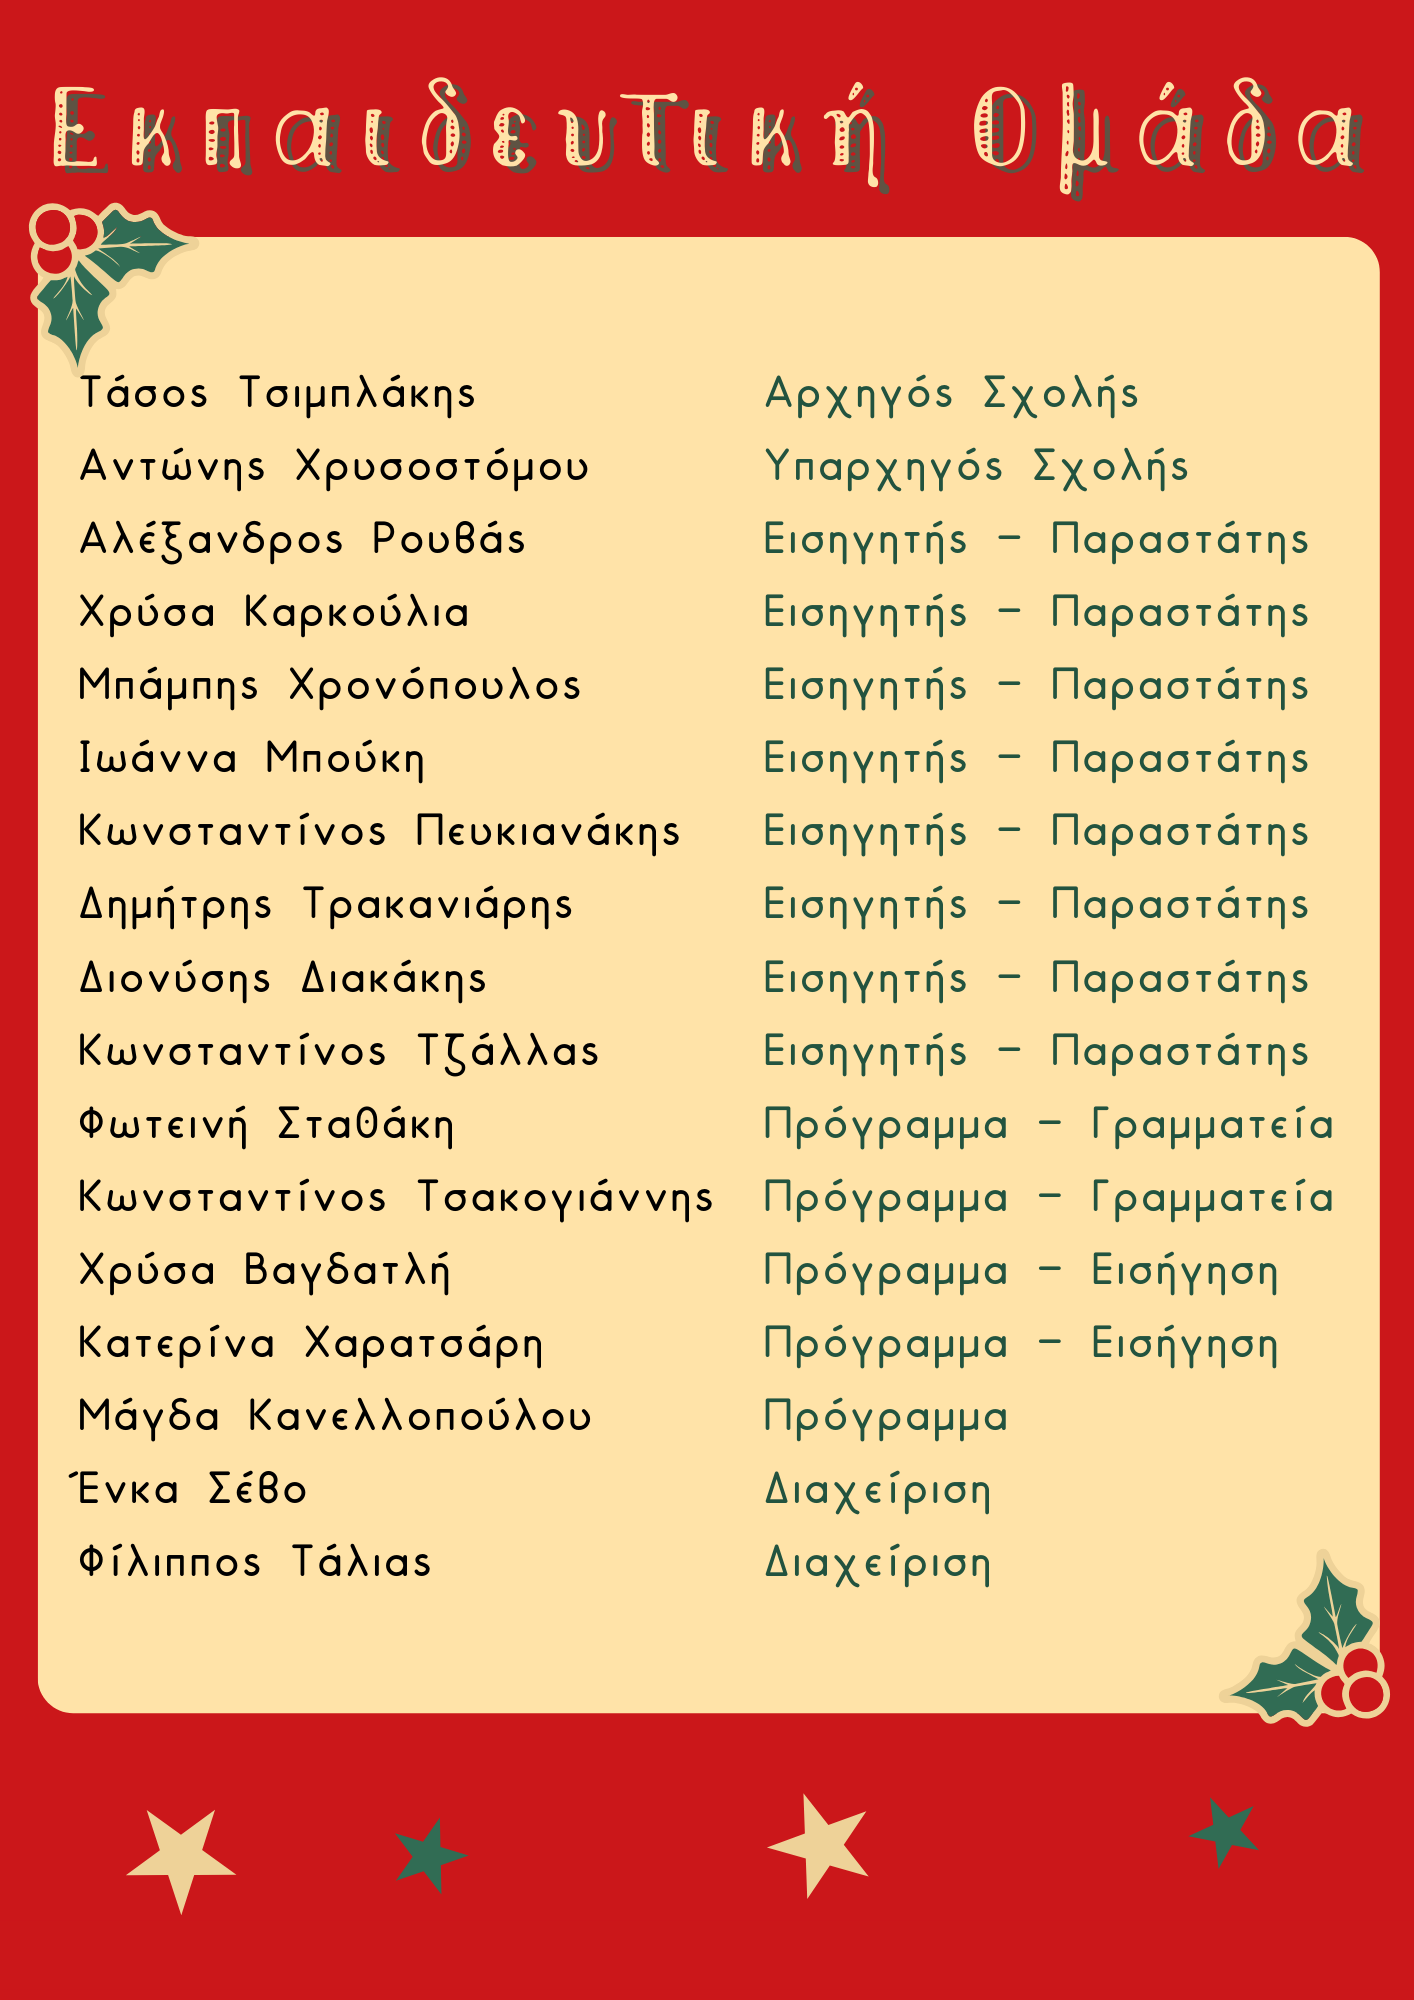 Εκπαιδευτική Ομάδα
Τάσος Τσιμπλάκης Αρχηγός Σχολής
Αντώνης Χρυσοστόμου Υπαρχηγός Σχολής
Αλέξανδρος Ρουβάς Εισηγητής - Παραστάτης
Χρύσα Καρκούλια Εισηγητής - Παραστάτης
Μπάμπης Χρονόπουλος Εισηγητής - Παραστάτης
Ιωάννα Μπούκη Εισηγητής - Παραστάτης
Κωνσταντίνος Πευκιανάκης Εισηγητής - Παραστάτης
Δημήτρης Τρακανιάρης Εισηγητής - Παραστάτης
Διονύσης Διακάκης Εισηγητής - Παραστάτης
Κωνσταντίνος Τζάλλας Εισηγητής - Παραστάτης
Φωτεινή Σταθάκη Πρόγραμμα - Γραμματεία
Κωνσταντίνος Τσακογιάννης Πρόγραμμα - Γραμματεία
Χρύσα Βαγδατλή Πρόγραμμα - Εισήγηση
Κατερίνα Χαρατσάρη Πρόγραμμα - Εισήγηση
Μάγδα Κανελλοπούλου Πρόγραμμα
Ένκα Σέβο Διαχείριση
Φίλιππος Τάλιας Διαχείριση